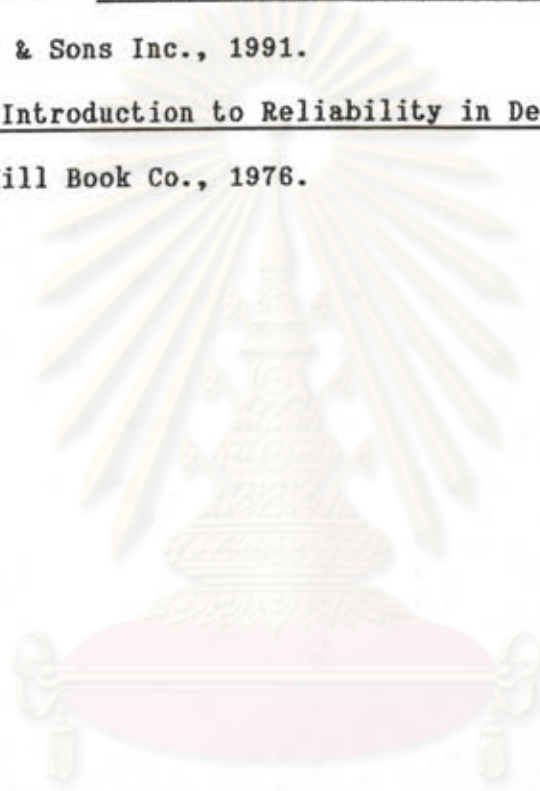 & Sons Inc., 1991.
Introduction to Reliability in De
ill Book Co., 1976.